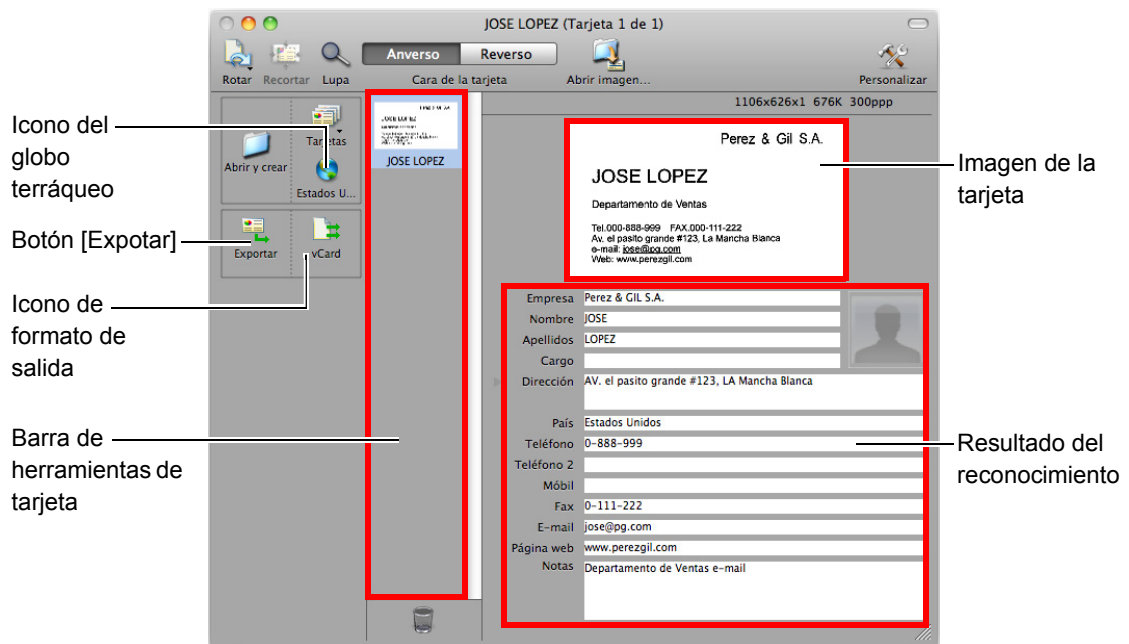 JOSE LOPEZ (Tarjeta 1 de 1)
Anverso Reverso
Rotar Recortar Lupa Cara de la tarjeta Abrir imagen... Personalizar
1106x626x1 676K 300ppp
Icono del
globo
terráqueo
Botón [Expotar]
Icono de
formato de
salida
Barra de
herramientas de
tarjeta
Tarjetas
Abrir y crear
Estados U...
Exportar vCard
JOSE LOPEZ
Perez & Gil S.A.
JOSE LOPEZ
Departamento de Ventas
Tel.000-888-999 FAX.000-111-222
Av. el pasito grande #123, La Mancha Blanca
e-mail: jose@pg.com
Web: www.perezgil.com
Imagen de la
tarjeta
Empresa Perez & GIL S.A.
Nombre JOSE
Apellidos LOPEZ
Cargo
Dirección AV. el pasito grande #123, LA Mancha Blanca
País Estados Unidos
Teléfono 0-888-999
Teléfono 2
Móbil
Fax 0-111-222
E-mail jose@pg.com
Página web www.perezgil.com
Notas Departamento de Ventas e-mail
Resultado del
reconocimiento